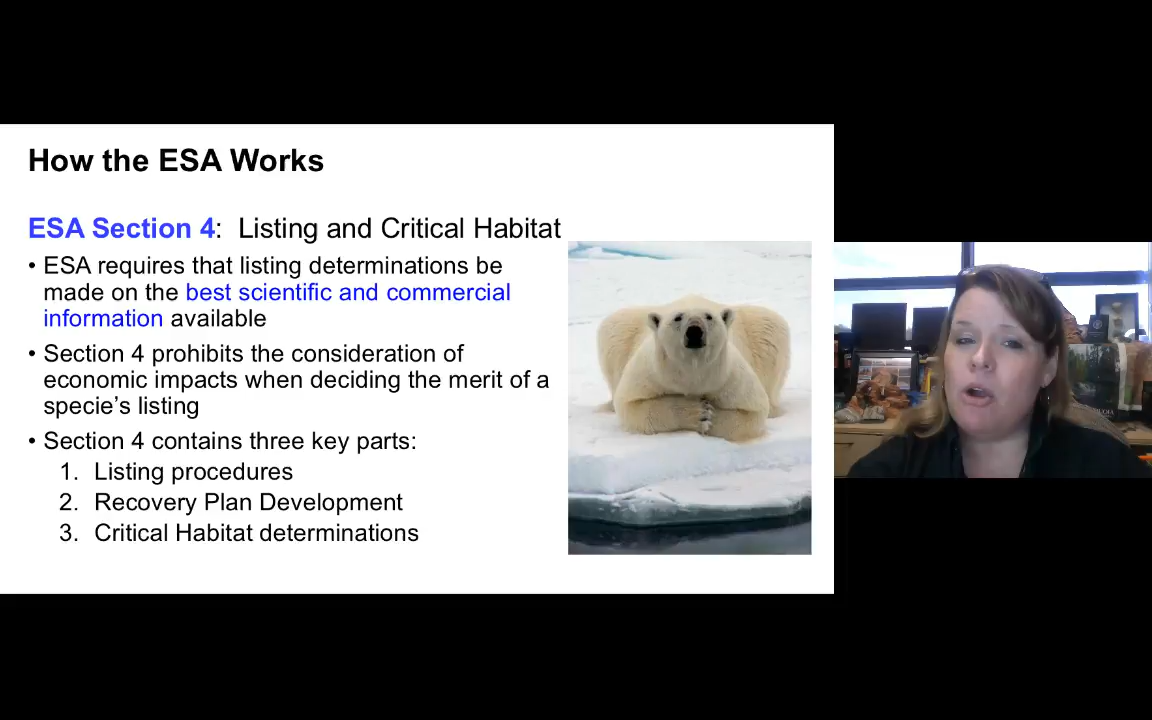 How the ESA Works
ESA Section 4: Listing and Critical Habitat
• ESA requires that listing determinations be
made on the best scientific and commercial
information available
• Section 4 prohibits the consideration of
economic impacts when deciding the merit of a
specie's listing
• Section 4 contains three key parts:
1. Listing procedures
2. Recovery Plan Development
3. Critical Habitat determinations